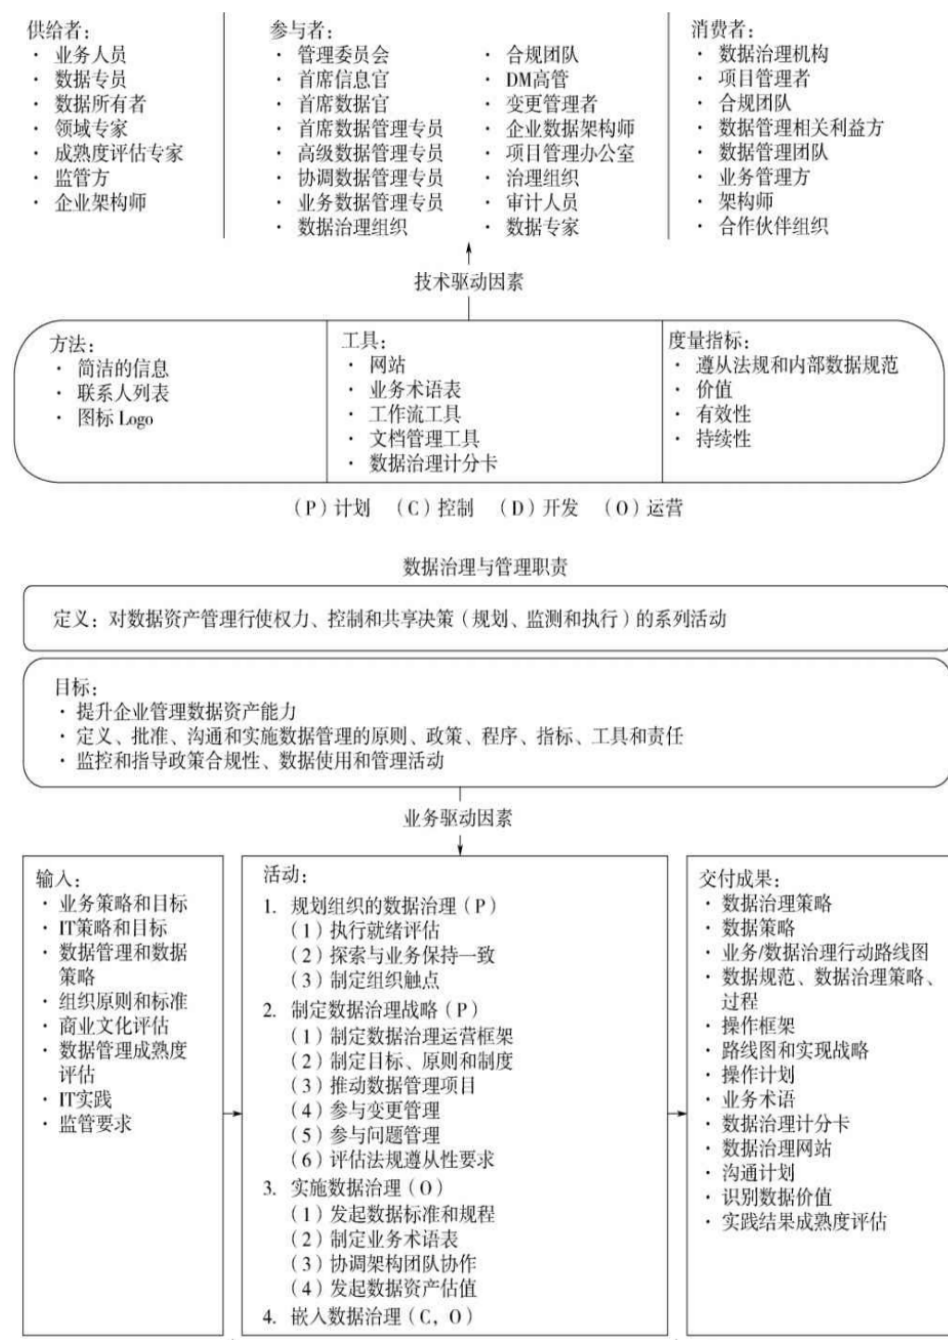 供给者:
· 业务人员
· 数据专员
· 数据所有者
· 领域专家
· 成熟度评估专家
· 监管方
· 企业架构师
参与者:
· 管理委员会
· 首席信息官
· 首席数据官
· 首席数据管理专员
· 高级数据管理专员
· 协调数据管理专员
· 业务数据管理专员
· 数据治理组织
· 合规团队
· DM高管
· 变更管理者
· 企业数据架构师
· 项目管理办公室
· 治理组织
· 审计人员
· 数据专家
消费者:
· 数据治理机构
· 项目管理者
· 合规团队
· 数据管理相关利益方
· 数据管理团队
· 业务管理方
· 架构师
· 合作伙伴组织
技术驱动因素
方法:
· 简洁的信息
· 联系人列表
· 图标 Logo
工具:
· 网站
· 业务术语表
· 工作流工具
· 文档管理工具
· 数据治理计分卡
度量指标:
· 遵从法规和内部数据规范
· 价值
· 有效性
· 持续性
(P)计划 (C)控制 (D)开发 (O)运营
数据治理与管理职责
定义: 对数据资产管理行使权力、控制和共享决策(规划、监测和执行)的系列活动
目标:
· 提升企业管理数据资产能力
· 定义、批准、沟通和实施数据管理的原则、政策、程序、指标、工具和责任
· 监控和指导政策合规性、数据使用和管理活动
业务驱动因素
输入:
· 业务策略和目标
· IT策略和目标
· 数据管理和数据
策略
· 组织原则和标准
· 商业文化评估
· 数据管理成熟度
评估
· IT实践
· 监管要求
活动:
1. 规划组织的数据治理(P)
(1)执行就绪评估
(2)探索与业务保持一致
(3)制定组织触点
2. 制定数据治理战略(P)
(1)制定数据治理运营框架
(2)制定目标、原则和制度
(3)推动数据管理项目
(4)参与变更管理
(5)参与问题管理
(6)评估法规遵从性要求
3. 实施数据治理(O)
(1)发起数据标准和规程
(2)制定业务术语表
(3)协调架构团队协作
(4)发起数据资产估值
4. 嵌入数据治理(C, O)
交付成果:
· 数据治理策略
· 数据策略
· 业务/数据治理行动路线图
· 数据规范、数据治理策略、
过程
· 操作框架
· 路线图和实现战略
· 操作计划
· 业务术语
· 数据治理计分卡
· 数据治理网站
· 沟通计划
· 识别数据价值
· 实践结果成熟度评估